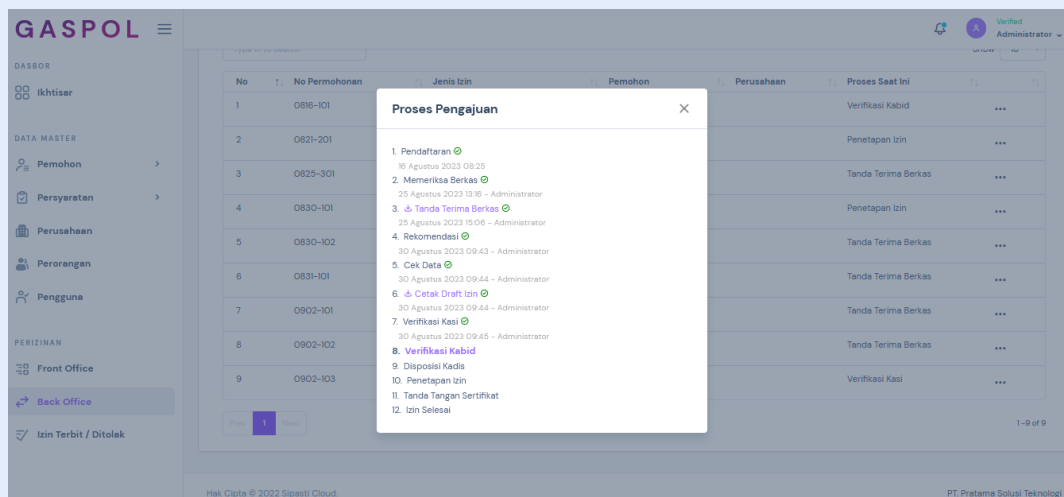 GASPOL
Verified
Administrator
DASBOR
Ikhtisar
DATA MASTER
Pemohon
Persyaratan
Perusahaan
Perorangan
Pengguna
PERIZINAN
Front Office
Back Office
Izin Terbit / Ditolak
Type in to Search
Show 10
No No Permohonan Jenis Izin Pemohon Perusahaan Proses Saat Ini
1 0816-101 Verifikasi Kabid
2 0821-201 Penetapan Izin
3 0825-301 Tanda Terima Berkas
4 0830-101 Penetapan Izin
5 0830-102 Tanda Terima Berkas
6 0831-101 Tanda Terima Berkas
7 0902-101 Tanda Terima Berkas
8 0902-102 Tanda Terima Berkas
9 0902-103 Verifikasi Kasi
Prev 1 Next
1-9 of 9
Proses Pengajuan
1. Pendaftaran
16 Agustus 2023 08:25
2. Memeriksa Berkas
25 Agustus 2023 13:16 - Administrator
3. Tanda Terima Berkas
25 Agustus 2023 15:06 - Administrator
4. Rekomendasi
30 Agustus 2023 09:43 - Administrator
5. Cek Data
30 Agustus 2023 09:44 - Administrator
6. Cetak Draft Izin
30 Agustus 2023 09:44 - Administrator
7. Verifikasi Kasi
30 Agustus 2023 09:45 - Administrator
8. Verifikasi Kabid
9. Disposisi Kadis
10. Penetapan Izin
11. Tanda Tangan Sertifikat
12. Izin Selesai
Hak Cipta © 2022 Sipasti Cloud.
PT. Pratama Solusi Teknologi